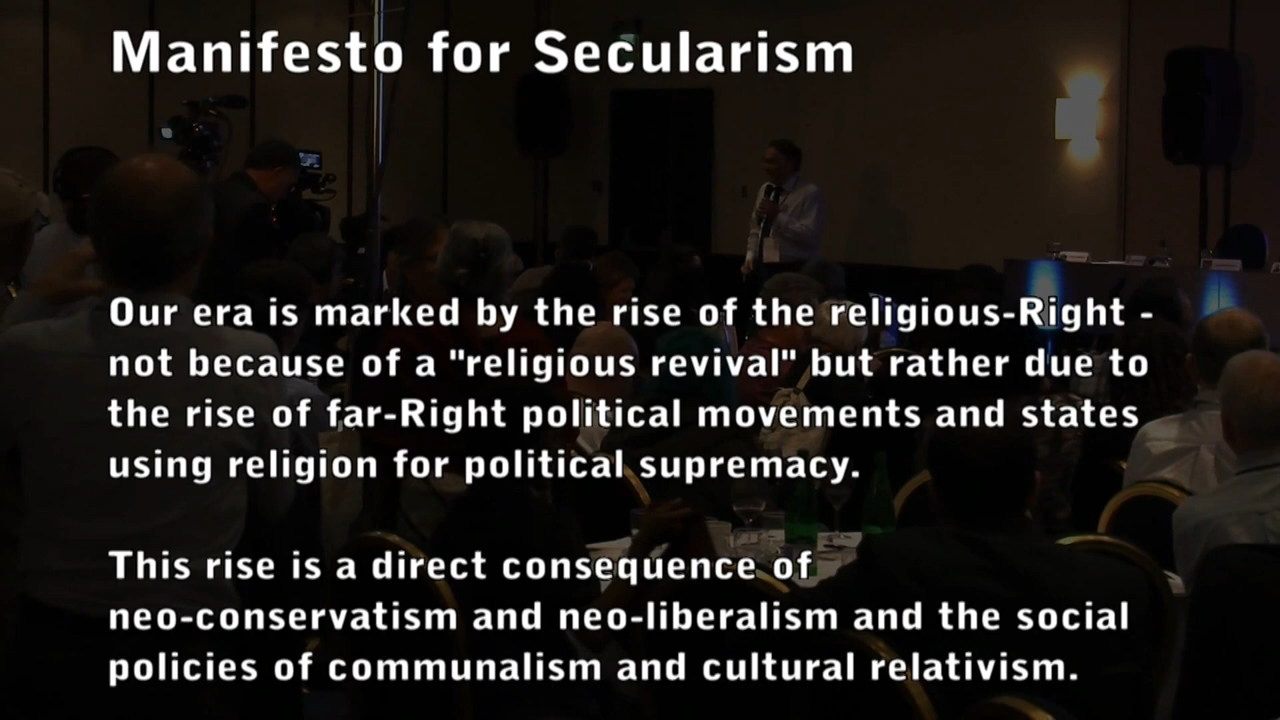 Manifesto for Secularism
Our era is marked by the rise of the religious-Right -
not because of a "religious revival" but rather due to
the rise of far-Right political movements and states
using religion for political supremacy.
This rise is a direct consequence of
neo-conservatism and neo-liberalism and the social
policies of communalism and cultural relativism.